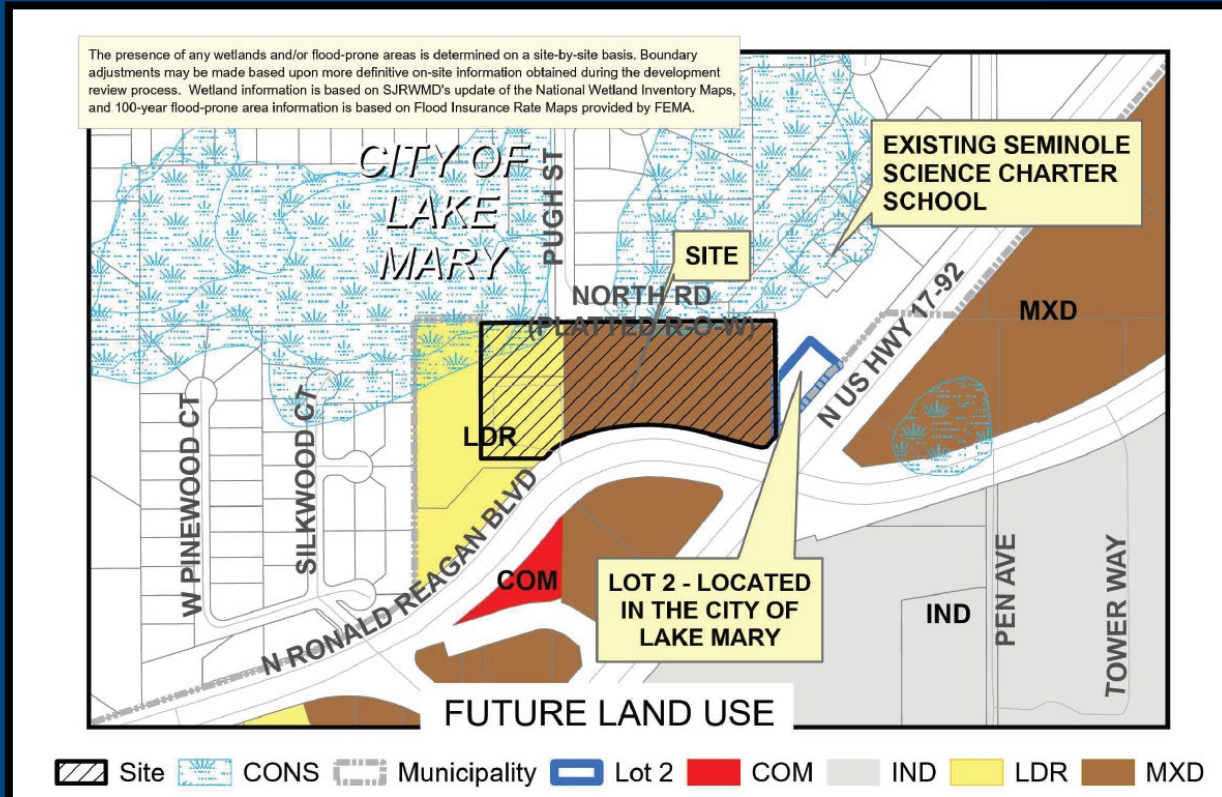 The presence of any wetlands and/or flood-prone areas is determined on a site-by-site basis. Boundary
adjustments may be made based upon more definitive on-site information obtained during the development
review process. Wetland information is based on SJRWMD's update of the National Wetland Inventory Maps,
and 100-year flood-prone area information is based on Flood Insurance Rate Maps provided by FEMA.
CITY OF
LAKE
MARY
PUGH ST
EXISTING SEMINOLE
SCIENCE CHARTER
SCHOOL
SITE
NORTH RD
(PLATTED R-O-W)
N US HWY 17-92
MXD
W PINEWOOD CT
SILKWOOD CT
LDR
N RONALD REAGAN BLVD
COM
LOT 2 - LOCATED
IN THE CITY OF
LAKE MARY
IND
PEN AVE
TOWER WAY
FUTURE LAND USE
Site
CONS
Municipality
Lot 2
COM
IND
LDR
MXD